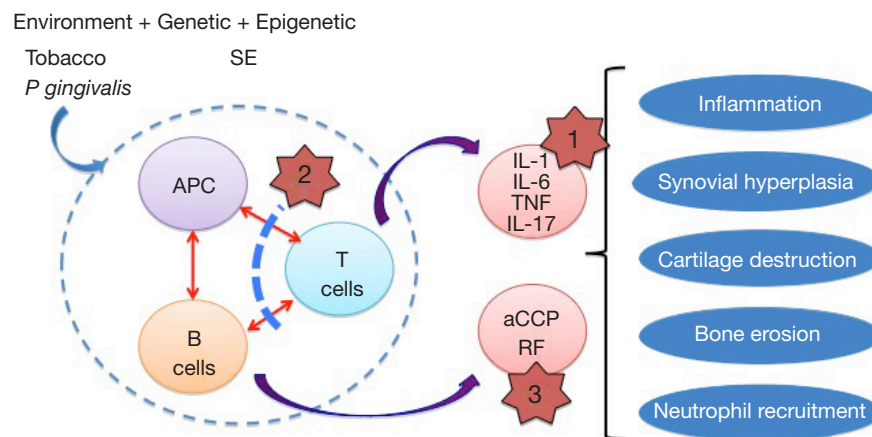 Environment + Genetic + Epigenetic
Tobacco SE
P gingivalis
APC
2
T
cells
B
cells
1
IL-1
IL-6
TNF
IL-17
aCCP
RF
3
Inflammation
Synovial hyperplasia
Cartilage destruction
Bone erosion
Neutrophil recruitment